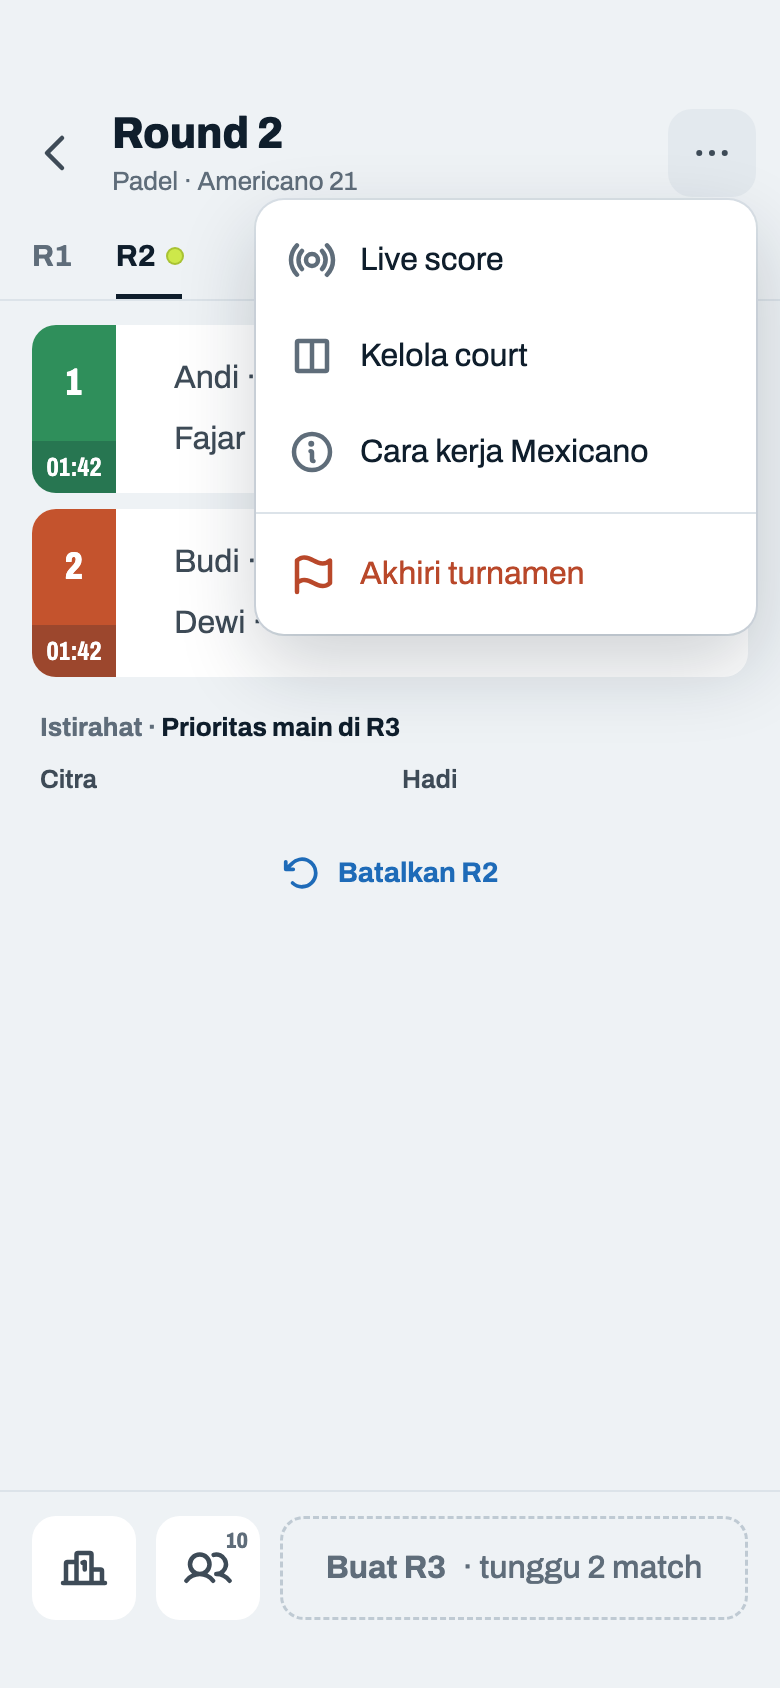 Round 2
Padel · Americano 21
R1 R2
Live score
Kelola court
Cara kerja Mexicano
Akhiri turnamen
1
01:42
Andi ·
Fajar
2
01:42
Budi ·
Dewi ·
Istirahat · Prioritas main di R3
Citra Hadi
Batalkan R2
10
Buat R3 · tunggu 2 match